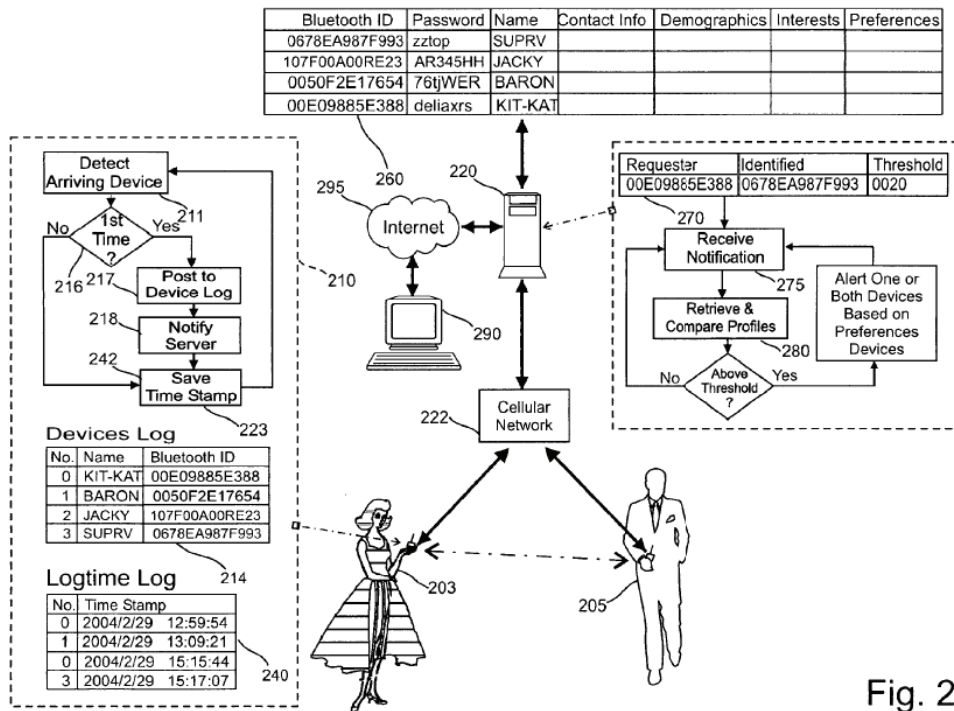 Bluetooth ID Password Name Contact Info Demographics Interests Preferences
0678EA987F993 zztop SUPRV
107F00A00RE23 AR345HH JACKY
0050F2E17654 76tjWER BARON
00E09885E388 deliaxrs KIT-KAT
260
220
295
Internet
290
Detect
Arriving Device
211
1st
Time
?
No
Yes
216
217
Post to
Device Log
210
218
Notify
Server
242
Save
Time Stamp
223
Devices Log
No. Name Bluetooth ID
0 KIT-KAT 00E09885E388
1 BARON 0050F2E17654
2 JACKY 107F00A00RE23
3 SUPRV 0678EA987F993
214
Logtime Log
No. Time Stamp
0 2004/2/29 12:59:54
1 2004/2/29 13:09:21
0 2004/2/29 15:15:44
3 2004/2/29 15:17:07
240
Requester Identified Threshold
00E09885E388 0678EA987F993 0020
270
Receive
Notification
275
Retrieve &
Compare Profiles
280
Above
Threshold
?
No
Yes
Alert One or
Both Devices
Based on
Preferences
Devices
222
Cellular
Network
203
205
Fig. 2